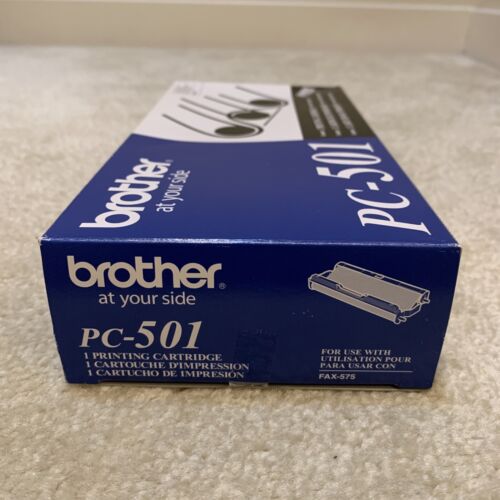 brother
at your side
PC-501
brother®
at your side
PC-501
1 PRINTING CARTRIDGE
1 CARTOUCHE D'IMPRESSION
1 CARTUCHO DE IMPRESIÓN
FOR USE WITH
UTILISATION POUR
PARA USAR CON
FAX-575